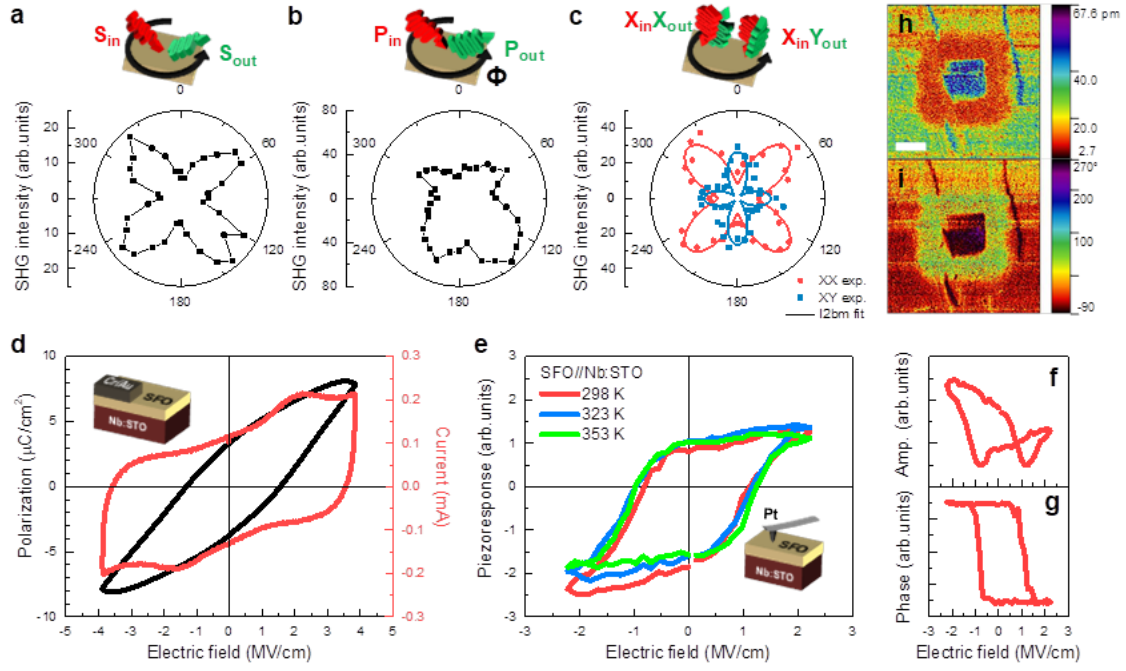 a
S_in
S_out
0
SHG intensity (arb.units)
20
10
0
10
20
300
60
240
120
180
b
P_in
P_out
Φ
0
SHG intensity (arb.units)
80
60
40
20
0
20
40
60
80
300
60
240
120
180
c
X_inX_out
X_inY_out
0
SHG intensity (arb.units)
40
20
0
20
40
300
60
240
120
180
XX exp.
XY exp.
I2bm fit
h
67.6 pm
40.0
20.0
2.7
i
270°
200
100
-90
d
Polarization (μC/cm²)
10
5
0
-5
-10
Cr/Au
SFO
Nb:STO
0.3
0.2
0.1
0.0
-0.1
-0.2
-0.3
Current (mA)
-5 -4 -3 -2 -1 0 1 2 3 4 5
Electric field (MV/cm)
e
Piezoresponse (arb.units)
3
2
1
0
-1
-2
-3
SFO//Nb:STO
298 K
323 K
353 K
Pt
SFO
Nb:STO
-3 -2 -1 0 1 2 3
Electric field (MV/cm)
f
Amp. (arb.units)
g
Phase (arb.units)
-3 -2 -1 0 1 2 3
Electric field (MV/cm)